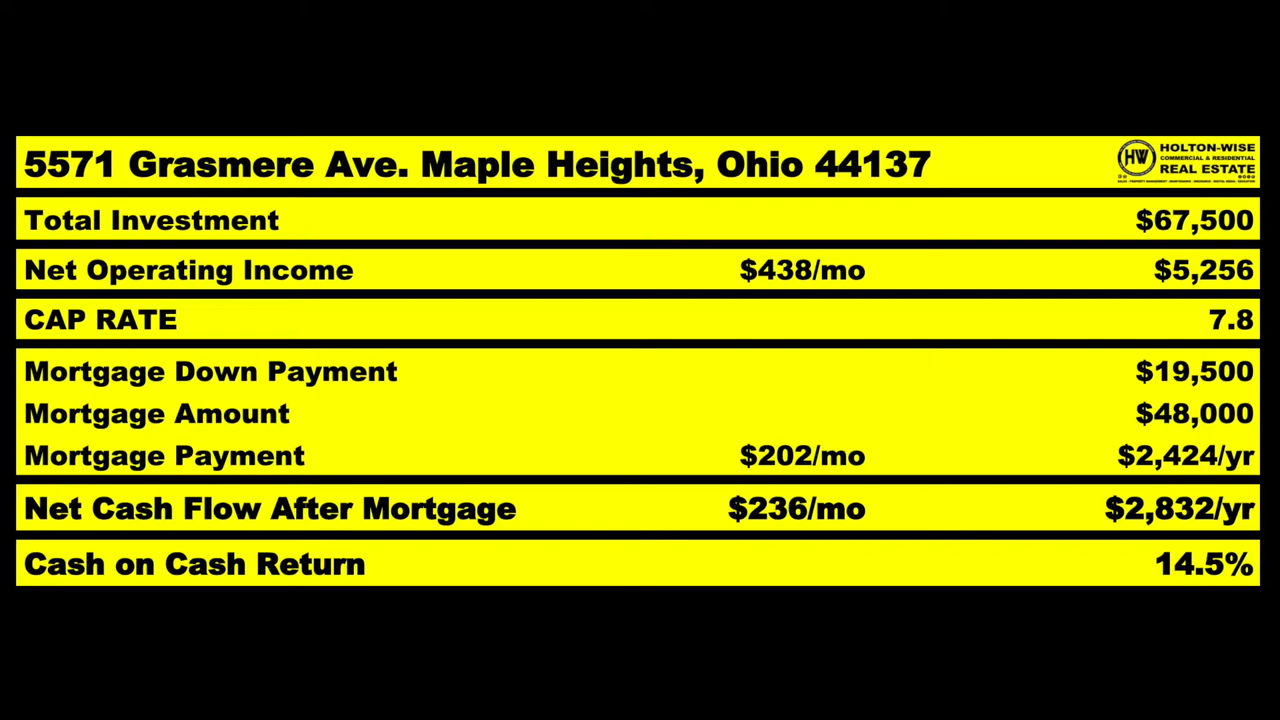 5571 Grasmere Ave. Maple Heights, Ohio 44137
HW
HOLTON-WISE
COMMERCIAL & RESIDENTIAL
REAL ESTATE
Total Investment $67,500
Net Operating Income $438/mo $5,256
CAP RATE 7.8
Mortgage Down Payment $19,500
Mortgage Amount $48,000
Mortgage Payment $202/mo $2,424/yr
Net Cash Flow After Mortgage $236/mo $2,832/yr
Cash on Cash Return 14.5%